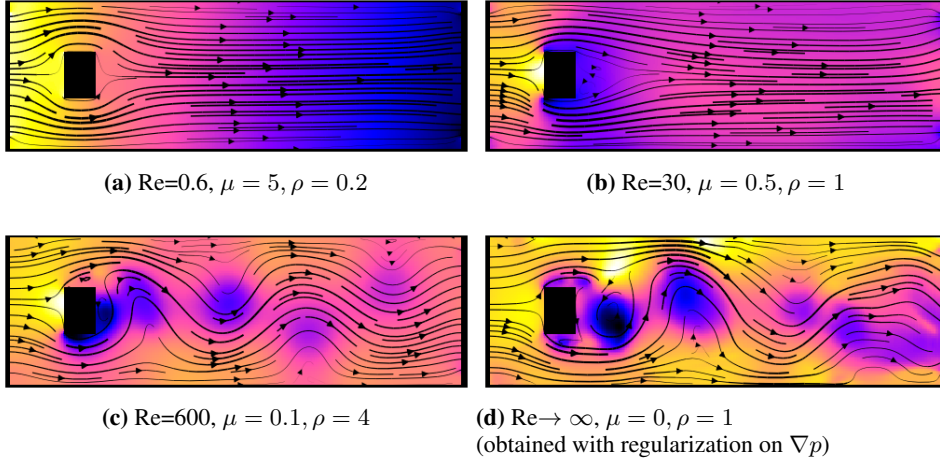 (a) Re=0.6, μ = 5, ρ = 0.2
(b) Re=30, μ = 0.5, ρ = 1
(c) Re=600, μ = 0.1, ρ = 4
(d) Re→ ∞, μ = 0, ρ = 1
(obtained with regularization on ∇p)